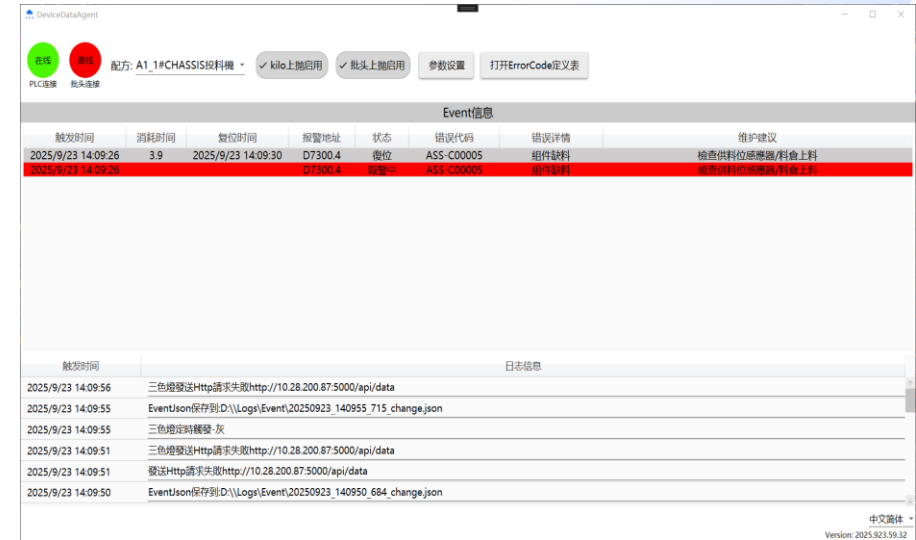 DeviceDataAgent
在线 离线 配方: A1_1#CHASSIS投料機 kilo上抛启用 批头上抛启用 参数设置 打开ErrorCode定义表
PLC连接 批头连接
Event信息
触发时间 消耗时间 复位时间 报警地址 状态 错误代码 错误详情 维护建议
2025/9/23 14:09:26 3.9 2025/9/23 14:09:30 D7300.4 復位 ASS-C00005 组件缺料 檢查供料位感應器/料倉上料
2025/9/23 14:09:26 D7300.4 報警中 ASS-C00005 组件缺料 檢查供料位感應器/料倉上料
触发时间 日志信息
2025/9/23 14:09:56 三色燈發送Http請求失敗http://10.28.200.87:5000/api/data
2025/9/23 14:09:55 EventJson保存到:D:\\Logs\Event\20250923_140955_715_change.json
2025/9/23 14:09:55 三色燈定時觸發-灰
2025/9/23 14:09:51 三色燈發送Http請求失敗http://10.28.200.87:5000/api/data
2025/9/23 14:09:51 發送Http請求失敗http://10.28.200.87:5000/api/data
2025/9/23 14:09:50 EventJson保存到:D:\\Logs\Event\20250923_140950_684_change.json
中文简体
Version: 2025.923.59.32